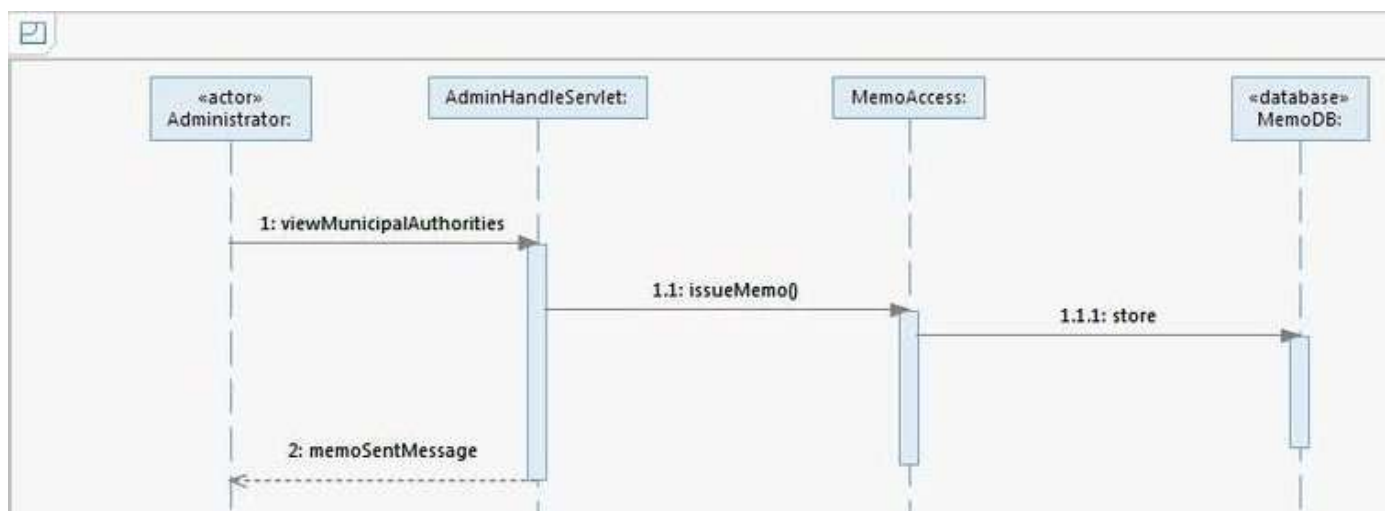 «actor»
Administrator:
AdminHandleServlet:
MemoAccess:
«database»
MemoDB:
1: viewMunicipalAuthorities
1.1: issueMemo()
1.1.1: store
2: memoSentMessage